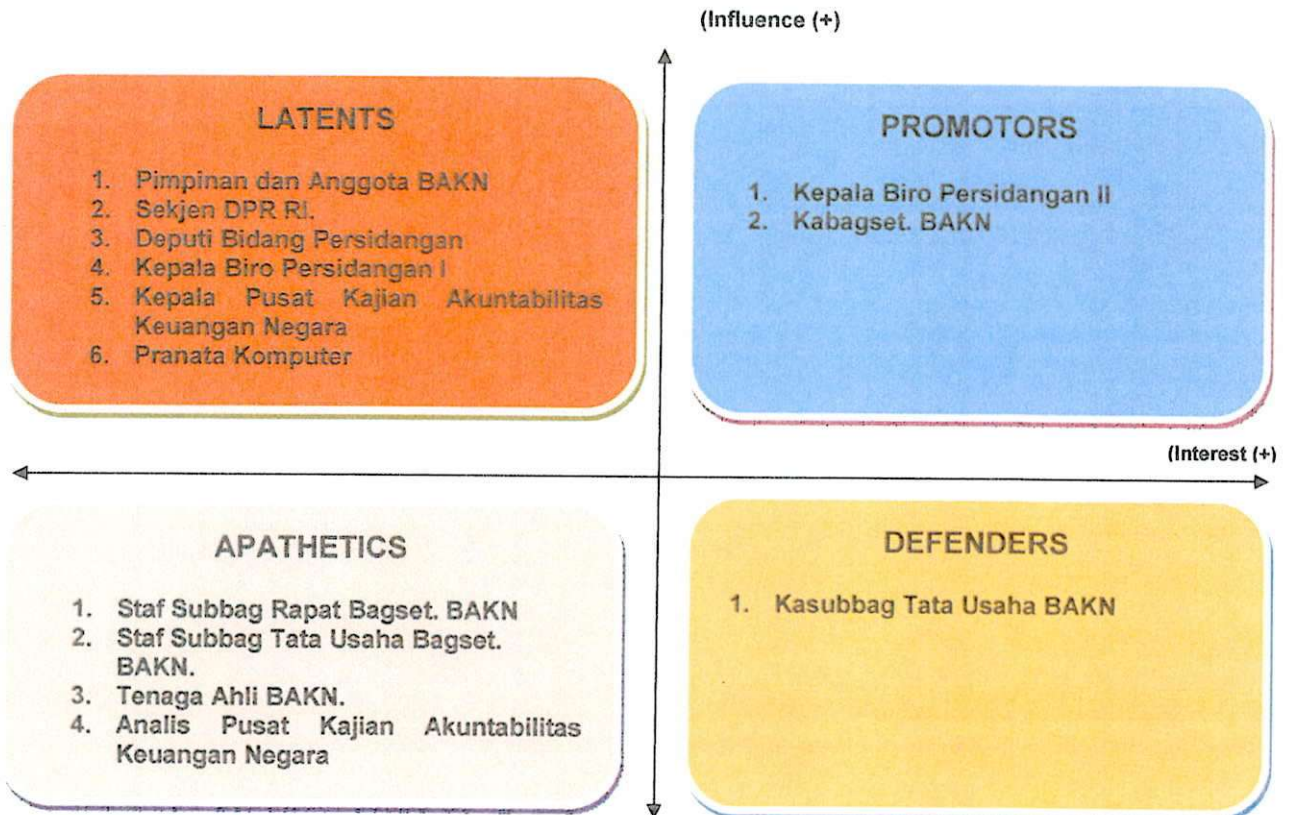 (Influence (+)
LATENTS
1. Pimpinan dan Anggota BAKN
2. Sekjen DPR RI.
3. Deputi Bidang Persidangan
4. Kepala Biro Persidangan I
5. Kepala Pusat Kajian Akuntabilitas
Keuangan Negara
6. Pranata Komputer
PROMOTORS
1. Kepala Biro Persidangan II
2. Kabagset. BAKN
(Interest (+)
APATHETICS
1. Staf Subbag Rapat Bagset. BAKN
2. Staf Subbag Tata Usaha Bagset.
BAKN.
3. Tenaga Ahli BAKN.
4. Analis Pusat Kajian Akuntabilitas
Keuangan Negara
DEFENDERS
1. Kasubbag Tata Usaha BAKN